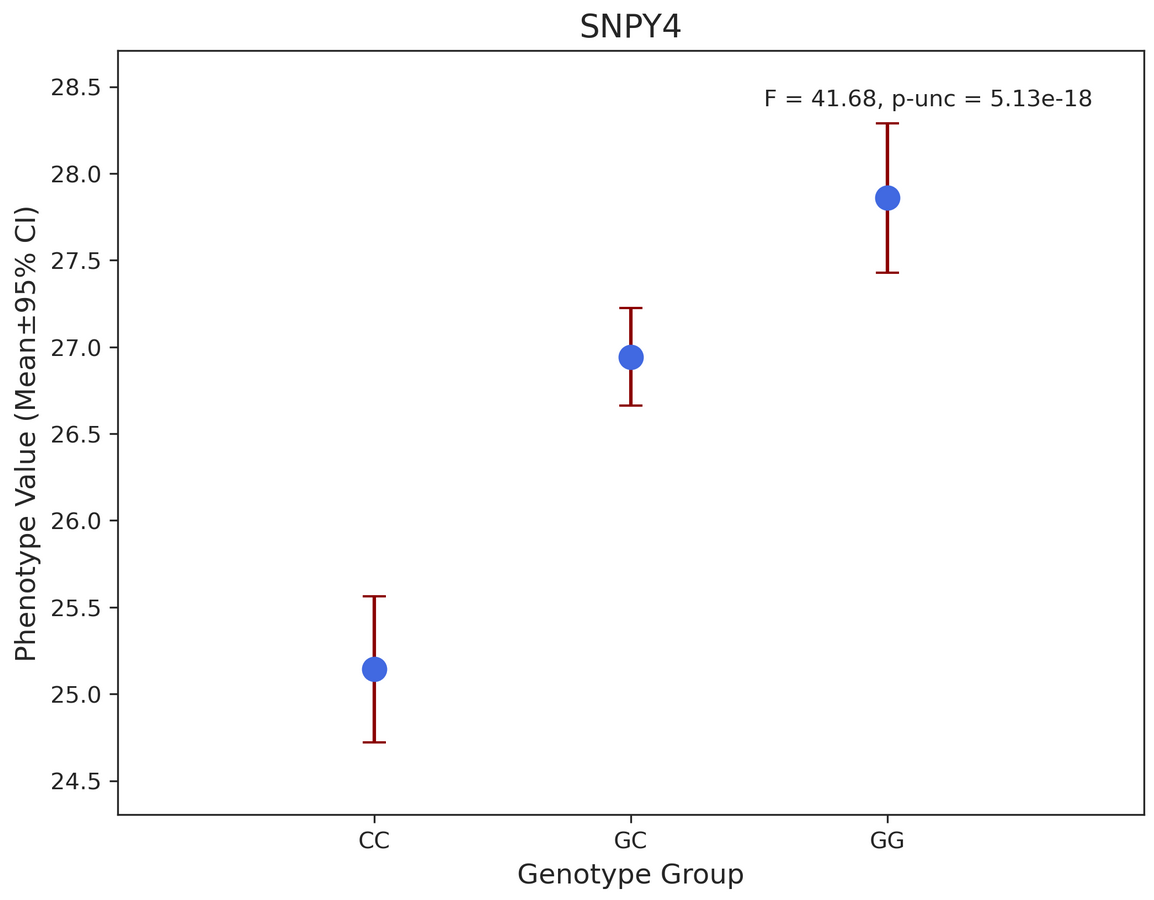 SNPY4
F = 41.68, p-unc = 5.13e-18
Phenotype Value (Mean±95% CI)
28.5
28.0
27.5
27.0
26.5
26.0
25.5
25.0
24.5
CC GC GG
Genotype Group